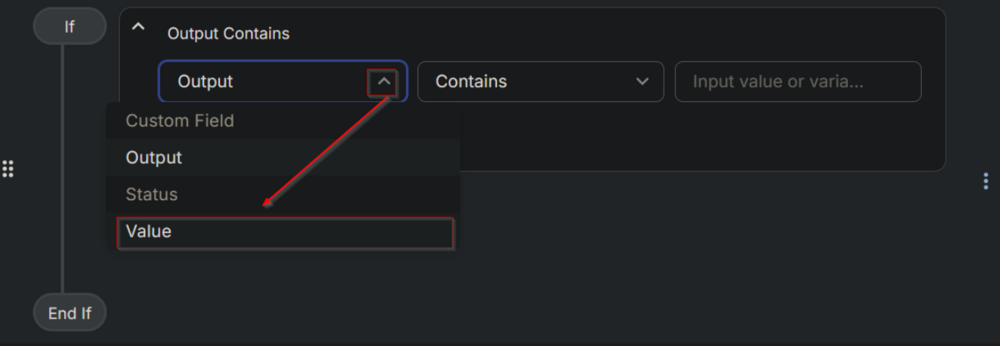 If
Output Contains
Output
Contains
Input value or varia...
Custom Field
Output
Status
Value
End If